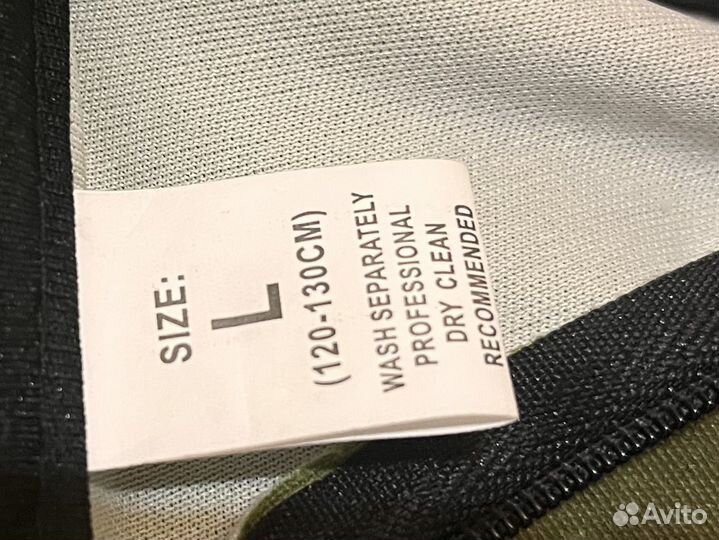 SIZE:
L
(120-130CM)
WASH SEPARATELY
PROFESSIONAL
DRY CLEAN
RECOMMENDED
Avito